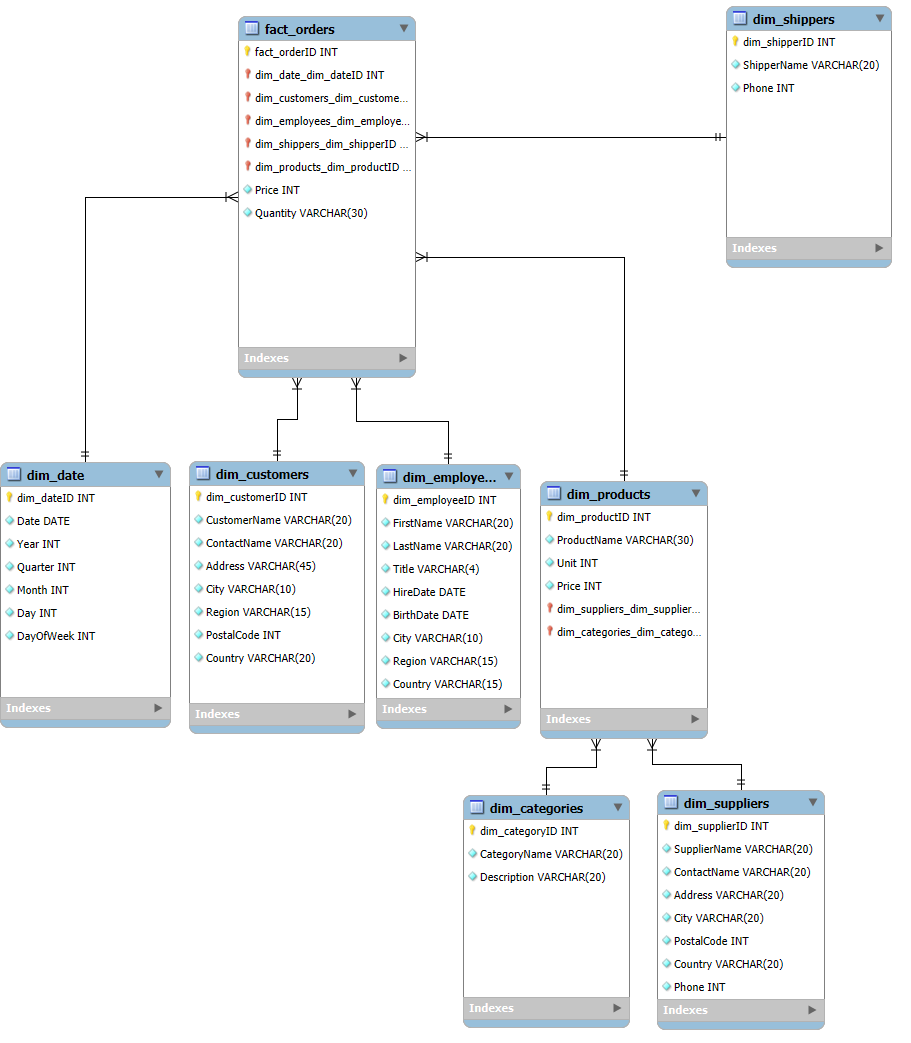 fact_orders
fact_orderID INT
dim_date_dim_dateID INT
dim_customers_dim_custome...
dim_employees_dim_employe...
dim_shippers_dim_shipperID ...
dim_products_dim_productID ...
Price INT
Quantity VARCHAR(30)
Indexes
dim_shippers
dim_shipperID INT
ShipperName VARCHAR(20)
Phone INT
Indexes
dim_date
dim_dateID INT
Date DATE
Year INT
Quarter INT
Month INT
Day INT
DayOfWeek INT
Indexes
dim_customers
dim_customerID INT
CustomerName VARCHAR(20)
ContactName VARCHAR(20)
Address VARCHAR(45)
City VARCHAR(10)
Region VARCHAR(15)
PostalCode INT
Country VARCHAR(20)
Indexes
dim_employe...
dim_employeeID INT
FirstName VARCHAR(20)
LastName VARCHAR(20)
Title VARCHAR(4)
HireDate DATE
BirthDate DATE
City VARCHAR(10)
Region VARCHAR(15)
Country VARCHAR(15)
Indexes
dim_products
dim_productID INT
ProductName VARCHAR(30)
Unit INT
Price INT
dim_suppliers_dim_supplier...
dim_categories_dim_catego...
Indexes
dim_categories
dim_categoryID INT
CategoryName VARCHAR(20)
Description VARCHAR(20)
Indexes
dim_suppliers
dim_supplierID INT
SupplierName VARCHAR(20)
ContactName VARCHAR(20)
Address VARCHAR(20)
City VARCHAR(20)
PostalCode INT
Country VARCHAR(20)
Phone INT
Indexes